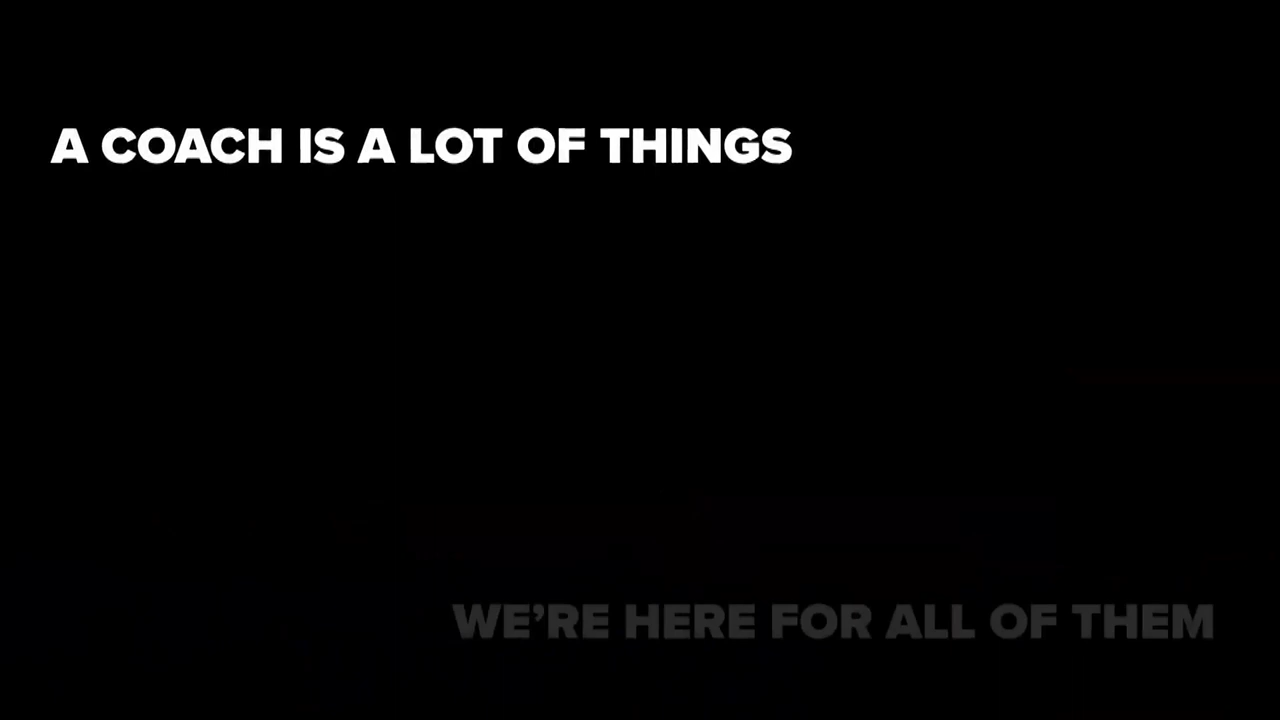 A COACH IS A LOT OF THINGS
WE’RE HERE FOR ALL OF THEM